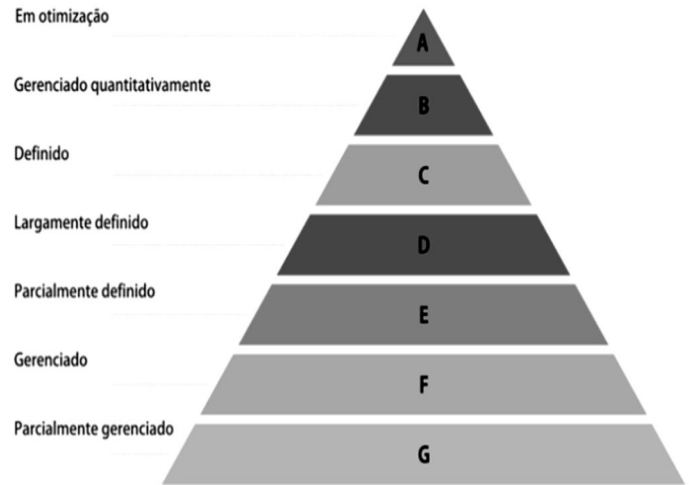 Em otimização
A
Gerenciado quantitativamente
B
Definido
C
Largamente definido
D
Parcialmente definido
E
Gerenciado
F
Parcialmente gerenciado
G